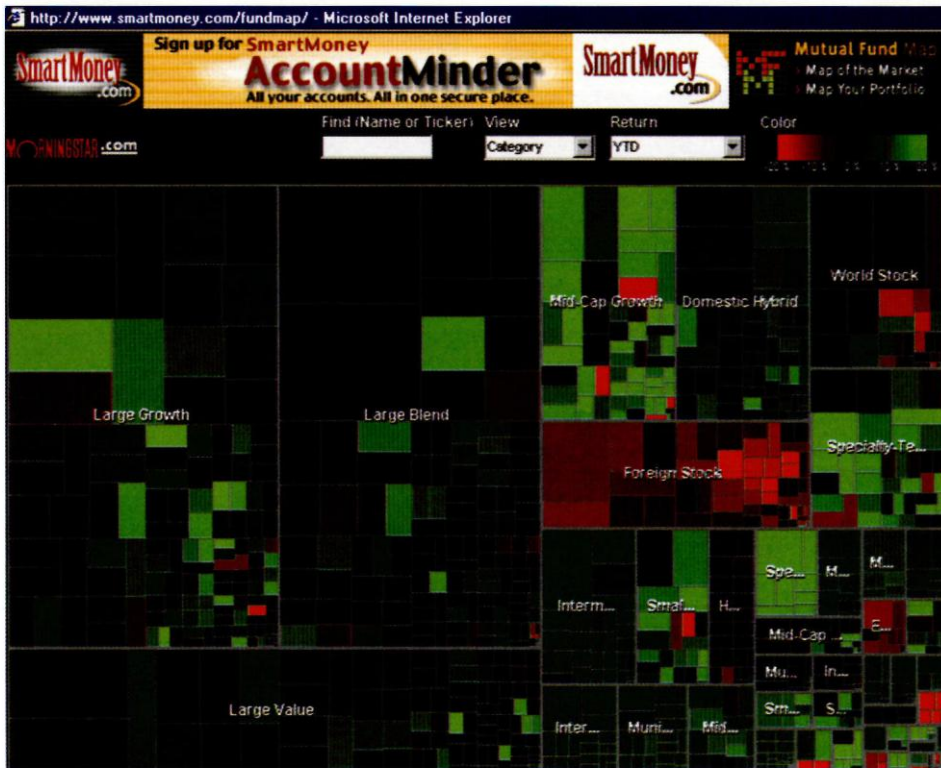 http://www.smartmoney.com/fundmap/ - Microsoft Internet Explorer
SmartMoney
.com
Sign up for SmartMoney
AccountMinder
All your accounts. All in one secure place.
SmartMoney
.com
Mutual Fund Map
Map of the Market
Map Your Portfolio
MORNINGSTAR.com
Find (Name or Ticker)
View
Category
Return
YTD
Color
Mid-Cap Growth
Domestic Hybrid
World Stock
Large Growth
Large Blend
Foreign Stock
Specialty-Te...
Interm...
Smal...
H...
Spe...
M...
M...
Mid-Cap ...
E...
Mu...
In...
Large Value
Inter...
Muni...
Mid...
Sm...
S...